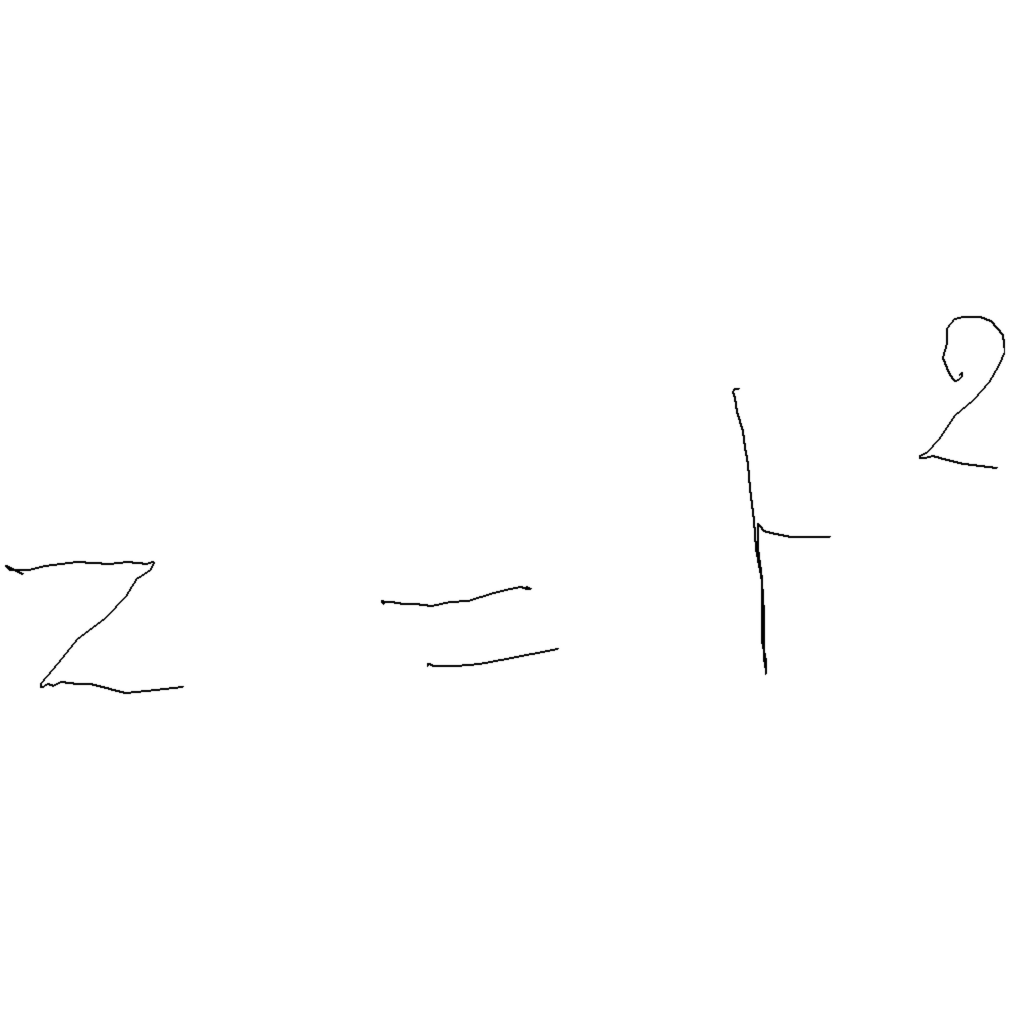 z = r²